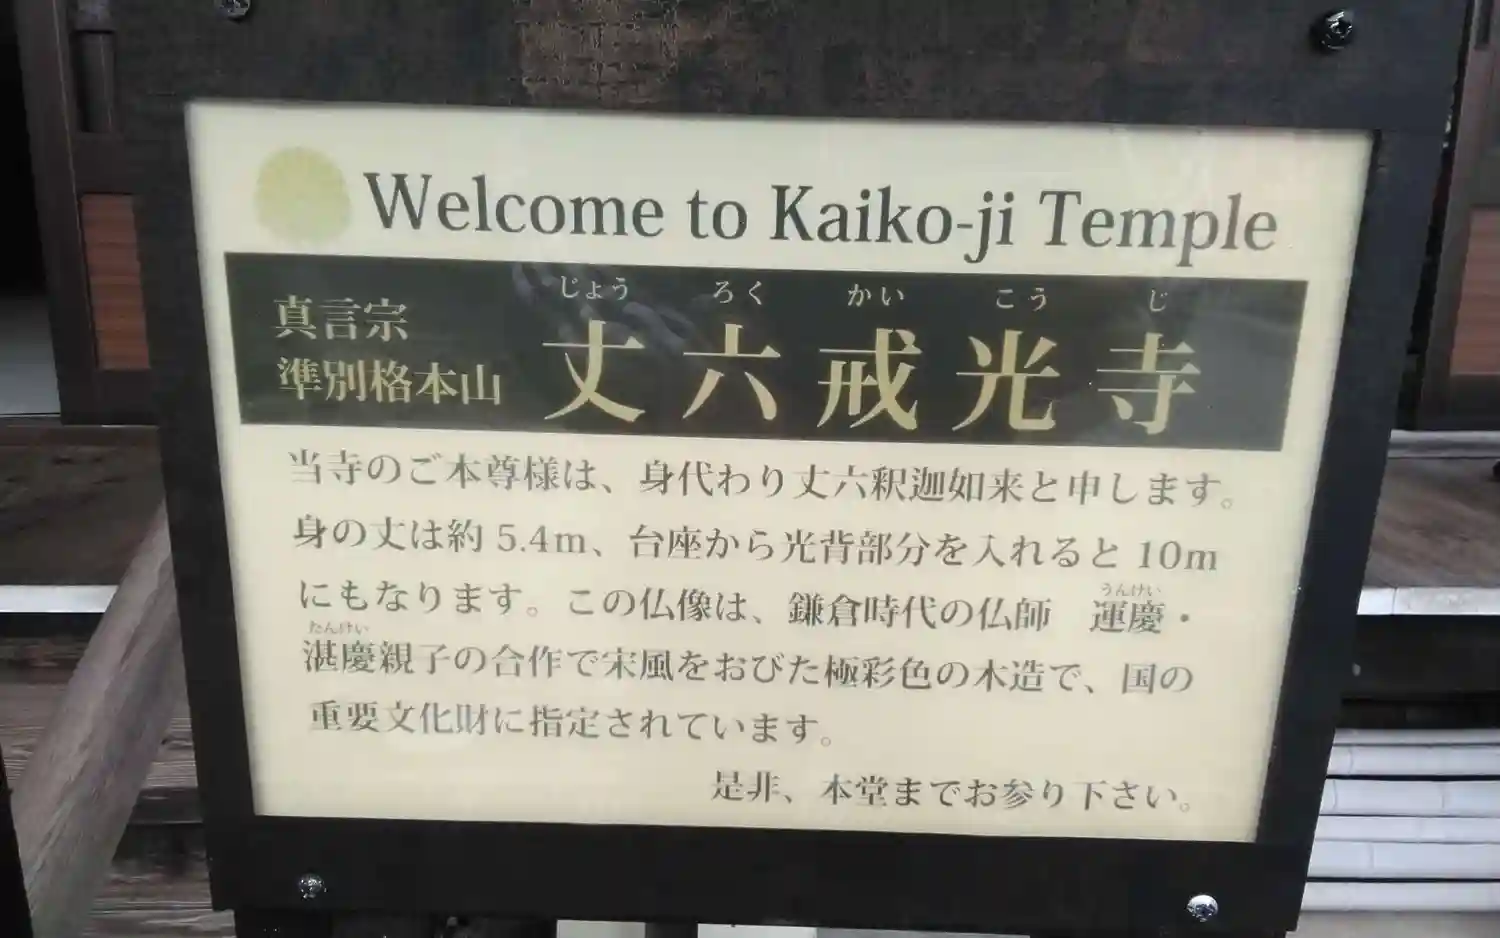 Welcome to Kaiko-ji Temple
真言宗
準別格本山
じょう ろく かい こう じ
丈六戒光寺
当寺のご本尊様は、身代わり丈六釈迦如来と申します。
身の丈は約 5.4m、台座から光背部分を入れると 10m
うんけい
にもなります。この仏像は、鎌倉時代の仏師 運慶・
たんけい
湛慶親子の合作で宋風をおびた極彩色の木造で、国の
重要文化財に指定されています。
是非、本堂までお参り下さい。